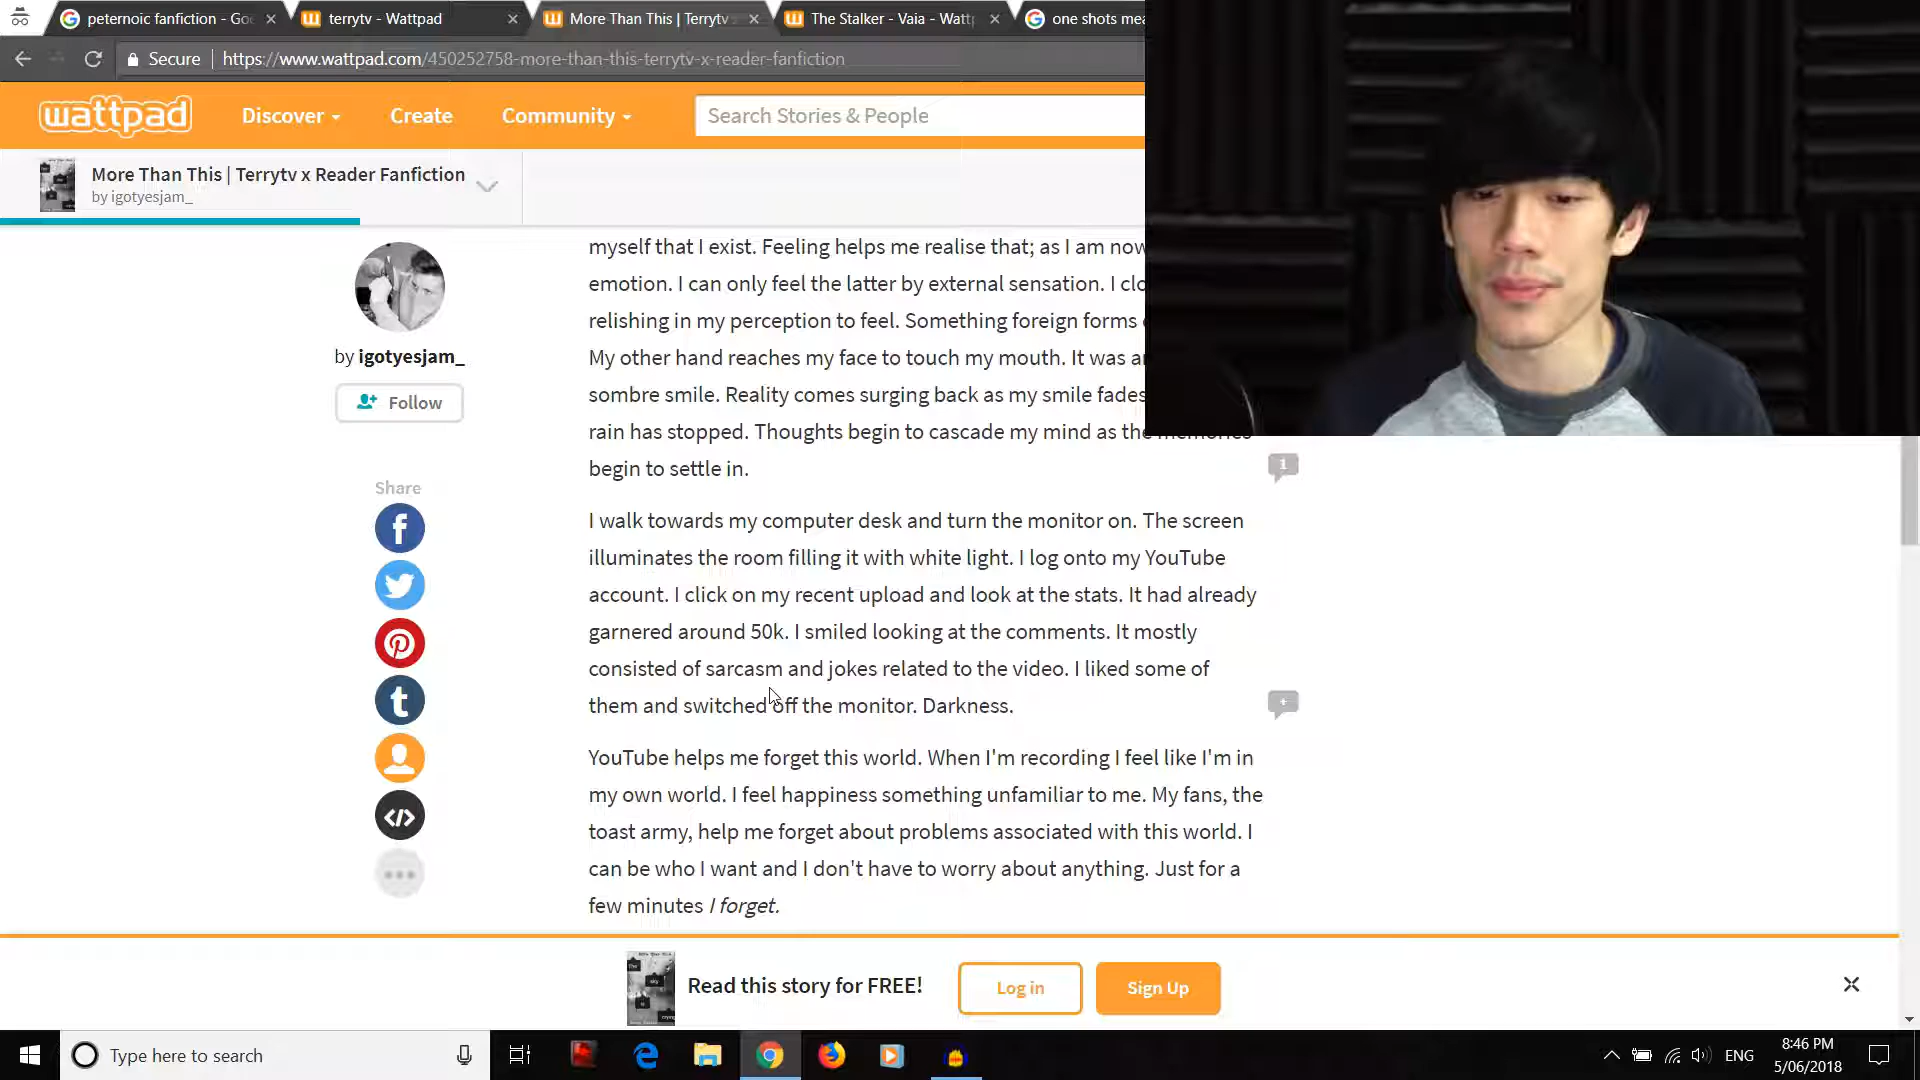 peternoic fanfiction - Goo
terrytv - Wattpad
More Than This | Terrytv
The Stalker - Vaia - Wattp
one shots mea
Secure
https://www.wattpad.com/450252758-more-than-this-terrytv-x-reader-fanfiction
wattpad
Discover
Create
Community
Search Stories & People
More Than This | Terrytv x Reader Fanfiction
by igotyesjam_
by igotyesjam_
Follow
Share
myself that I exist. Feeling helps me realise that; as I am now
emotion. I can only feel the latter by external sensation. I clo
relishing in my perception to feel. Something foreign forms
My other hand reaches my face to touch my mouth. It was an
sombre smile. Reality comes surging back as my smile fades
rain has stopped. Thoughts begin to cascade my mind as the memories
begin to settle in.
1
I walk towards my computer desk and turn the monitor on. The screen
illuminates the room filling it with white light. I log onto my YouTube
account. I click on my recent upload and look at the stats. It had already
garnered around 50k. I smiled looking at the comments. It mostly
consisted of sarcasm and jokes related to the video. I liked some of
them and switched off the monitor. Darkness.
+
YouTube helps me forget this world. When I'm recording I feel like I'm in
my own world. I feel happiness something unfamiliar to me. My fans, the
toast army, help me forget about problems associated with this world. I
can be who I want and I don't have to worry about anything. Just for a
few minutes I forget.
Read this story for FREE!
Log in
Sign Up
Type here to search
ENG
8:46 PM
5/06/2018